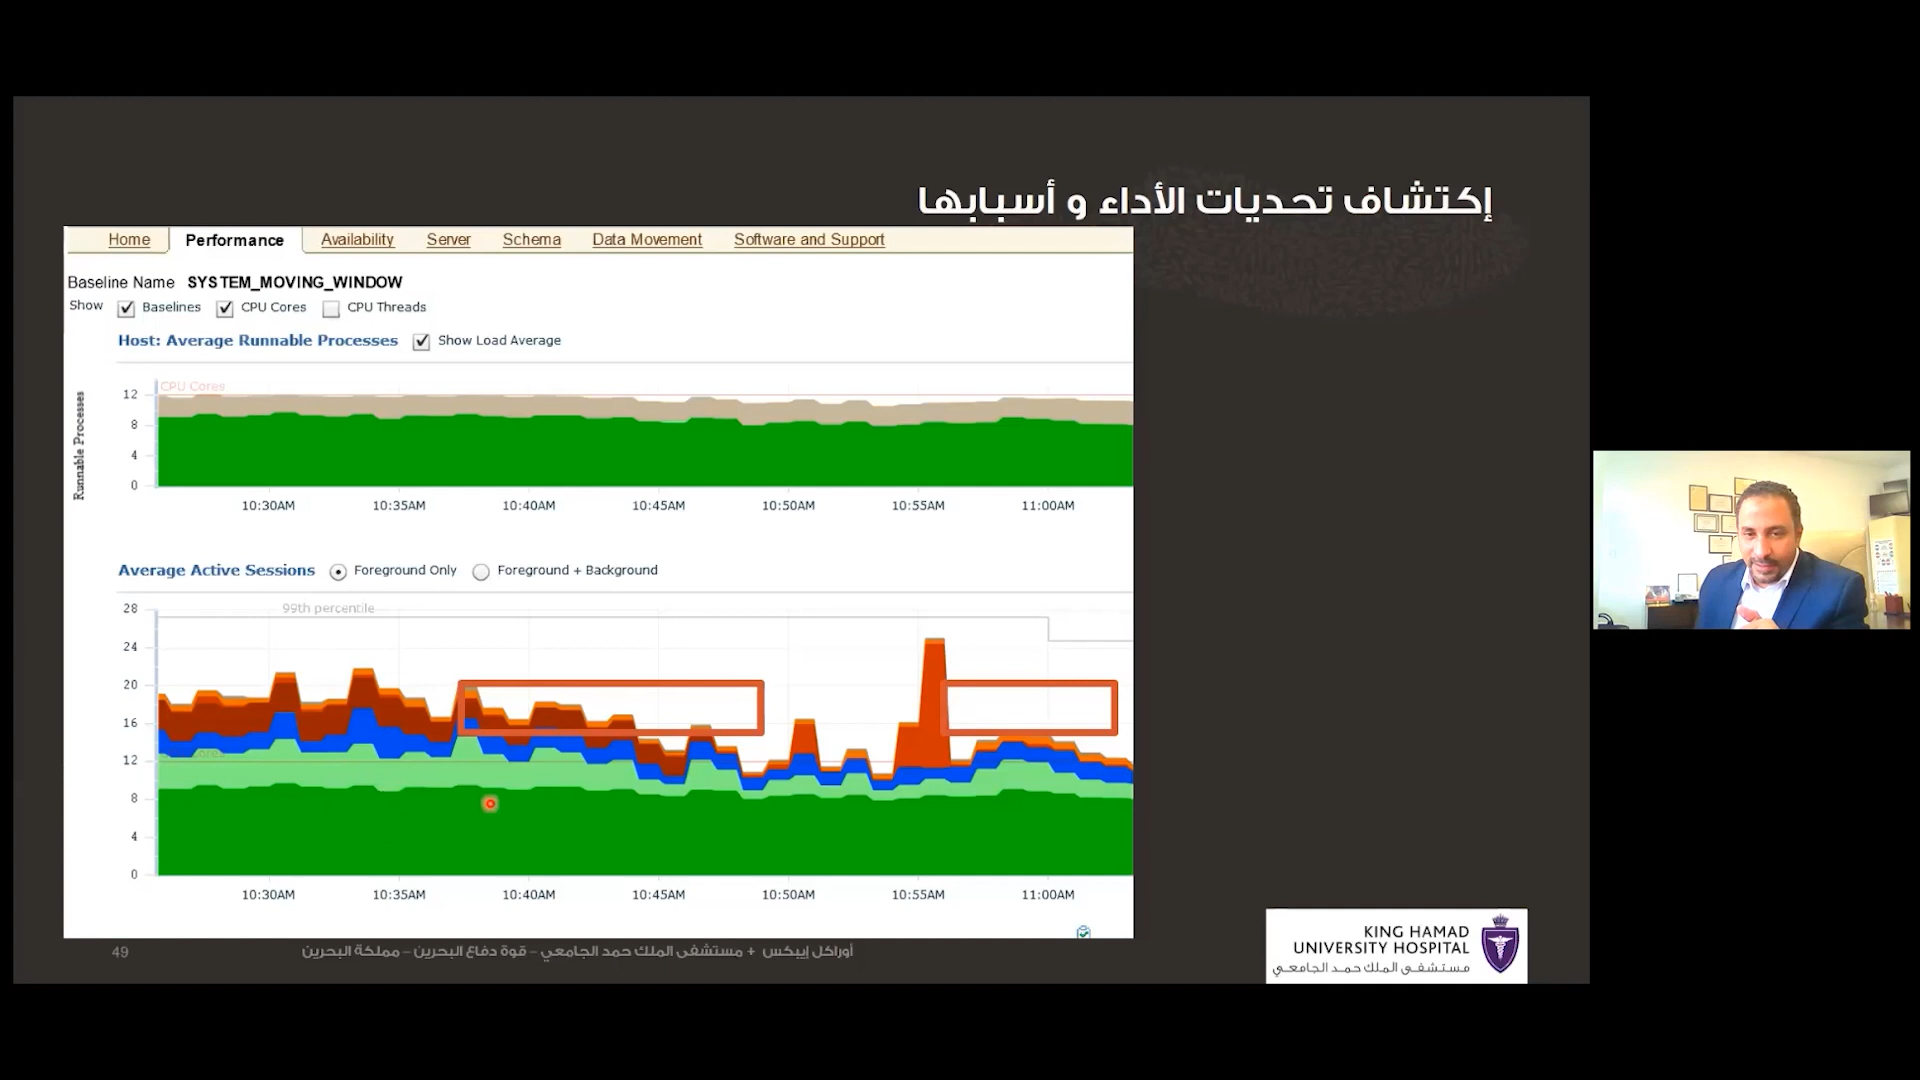 إكتشاف تحديات الأداء و أسبابها
Home Performance Availability Server Schema Data Movement Software and Support
Baseline Name SYSTEM_MOVING_WINDOW
Show Baselines CPU Cores CPU Threads
Host: Average Runnable Processes Show Load Average
Runnable Processes
CPU Cores
12
8
4
0
10:30AM 10:35AM 10:40AM 10:45AM 10:50AM 10:55AM 11:00AM
Average Active Sessions Foreground Only Foreground + Background
99th percentile
28
24
20
16
12
8
4
0
10:30AM 10:35AM 10:40AM 10:45AM 10:50AM 10:55AM 11:00AM
49
أوراكل إيبكس + مستشفى الملك حمد الجامعي – قوة دفاع البحرين – مملكة البحرين
KING HAMAD
UNIVERSITY HOSPITAL
مستشفى الملك حمد الجامعي